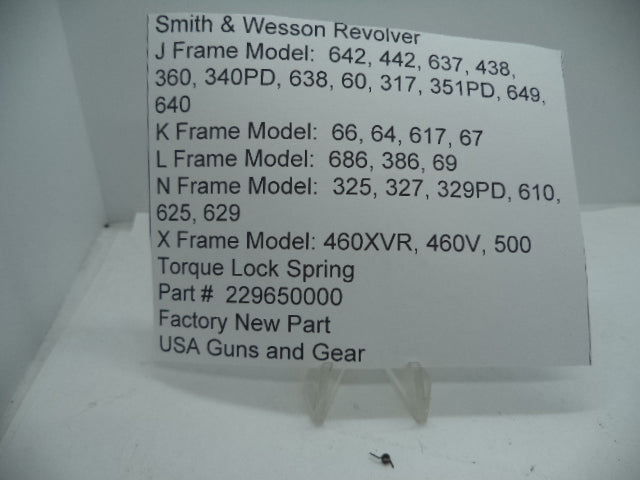 Smith & Wesson Revolver
J Frame Model: 642, 442, 637, 438,
360, 340PD, 638, 60, 317, 351PD, 649,
640
K Frame Model: 66, 64, 617, 67
L Frame Model: 686, 386, 69
N Frame Model: 325, 327, 329PD, 610,
625, 629
X Frame Model: 460XVR, 460V, 500
Torque Lock Spring
Part # 229650000
Factory New Part
USA Guns and Gear